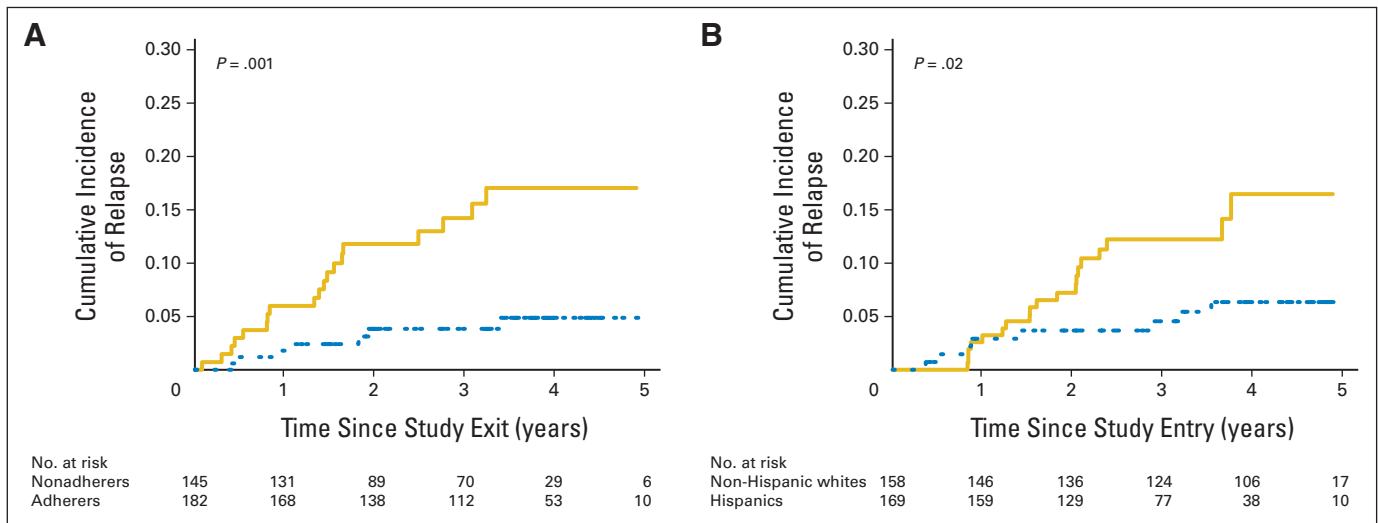 A
0.30
0.25
0.20
0.15
0.10
0.05
0
P = .001
Cumulative Incidence
of Relapse
1 2 3 4 5
Time Since Study Exit (years)
No. at risk
Nonadherers 145 131 89 70 29 6
Adherers 182 168 138 112 53 10
B
0.30
0.25
0.20
0.15
0.10
0.05
0
P = .02
Cumulative Incidence
of Relapse
1 2 3 4 5
Time Since Study Entry (years)
No. at risk
Non-Hispanic whites 158 146 136 124 106 17
Hispanics 169 159 129 77 38 10